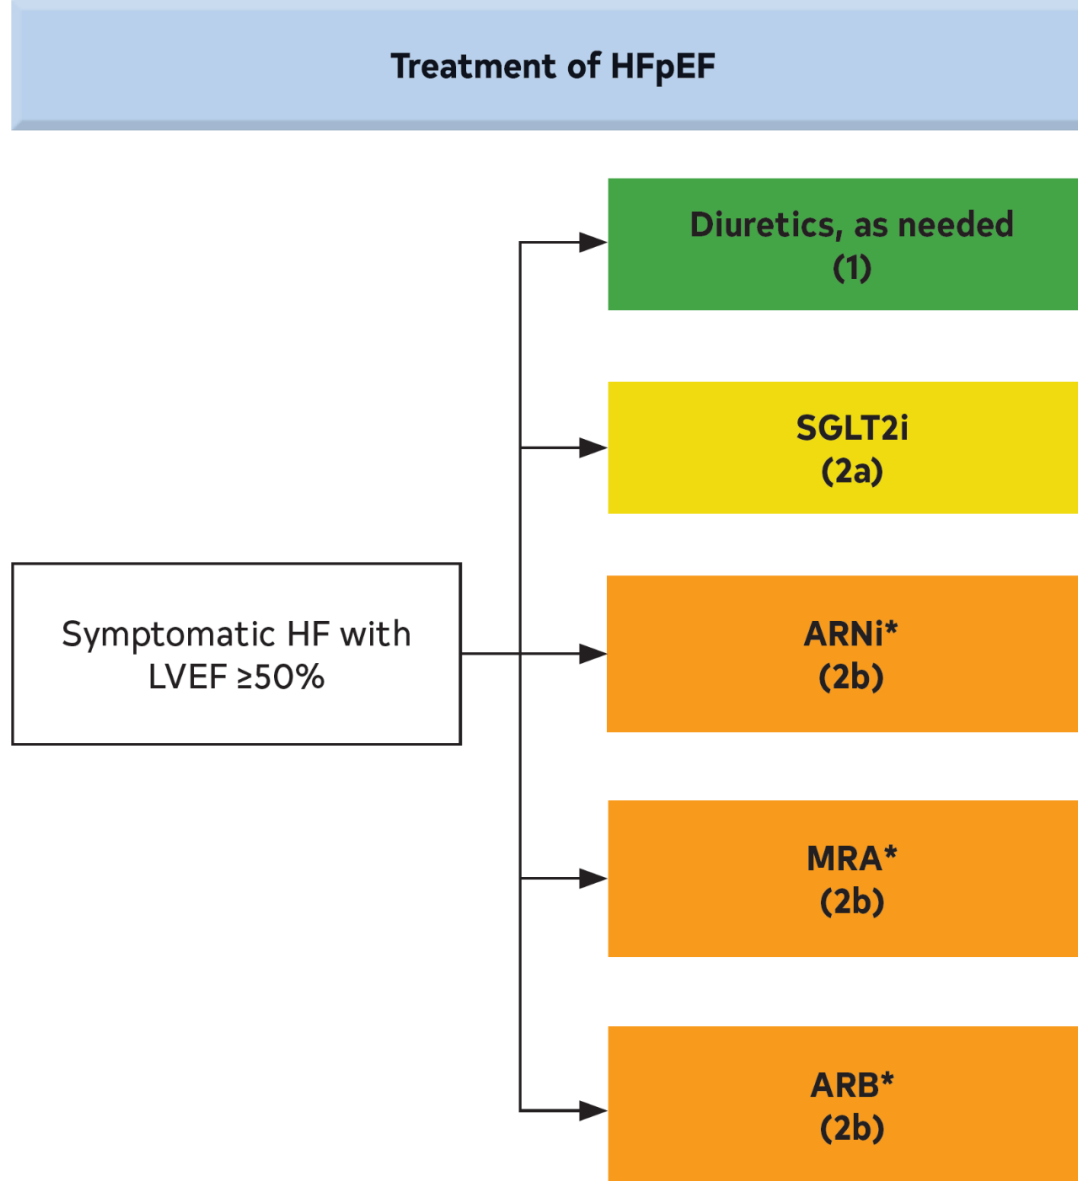 Treatment of HFpEF
Diuretics, as needed
(1)
SGLT2i
(2a)
Symptomatic HF with
LVEF ≥50%
ARNi*
(2b)
MRA*
(2b)
ARB*
(2b)